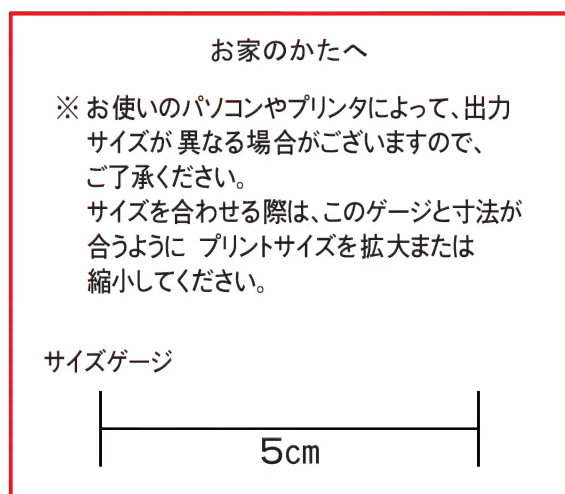 お家のかたへ
※ お使いのパソコンやプリンタによって、出力
サイズが 異なる場合がございますので、
ご了承ください。
サイズを合わせる際は、このゲージと寸法が
合うように プリントサイズを拡大または
縮小してください。
サイズゲージ
5cm